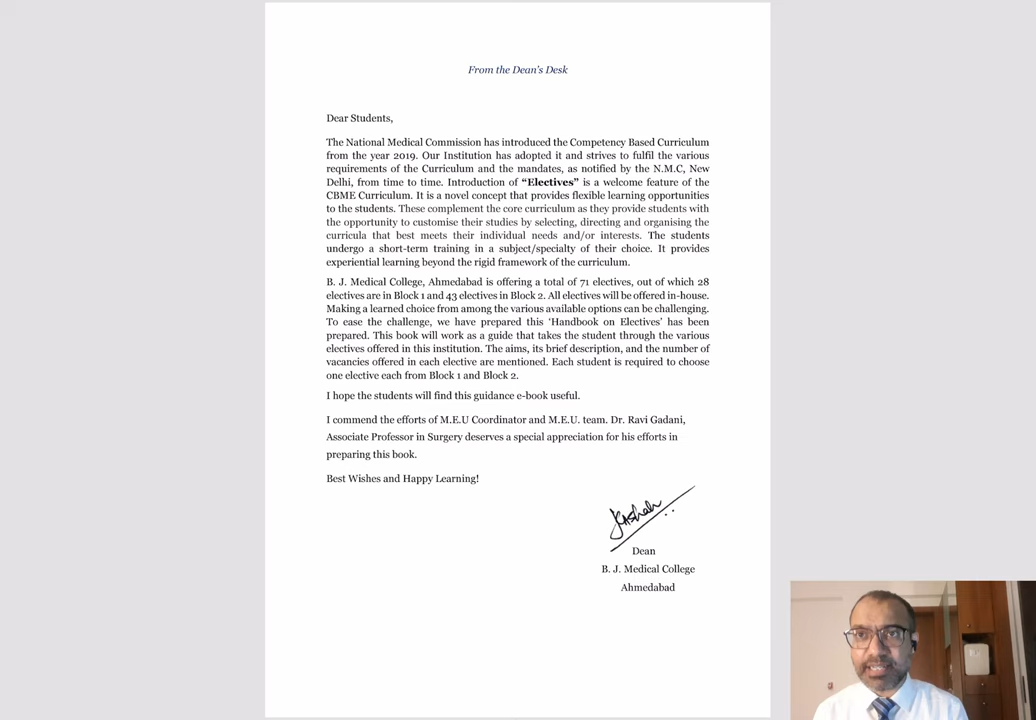 From the Dean's Desk
Dear Students,
The National Medical Commission has introduced the Competency Based Curriculum
from the year 2019. Our Institution has adopted it and strives to fulfil the various
requirements of the Curriculum and the mandates, as notified by the N.M.C, New
Delhi, from time to time. Introduction of “Electives” is a welcome feature of the
CBME Curriculum. It is a novel concept that provides flexible learning opportunities
to the students. These complement the core curriculum as they provide students with
the opportunity to customise their studies by selecting, directing and organising the
curricula that best meets their individual needs and/or interests. The students
undergo a short-term training in a subject/specialty of their choice. It provides
experiential learning beyond the rigid framework of the curriculum.
B. J. Medical College, Ahmedabad is offering a total of 71 electives, out of which 28
electives are in Block 1 and 43 electives in Block 2. All electives will be offered in-house.
Making a learned choice from among the various available options can be challenging.
To ease the challenge, we have prepared this ‘Handbook on Electives’ has been
prepared. This book will work as a guide that takes the student through the various
electives offered in this institution. The aims, its brief description, and the number of
vacancies offered in each elective are mentioned. Each student is required to choose
one elective each from Block 1 and Block 2.
I hope the students will find this guidance e-book useful.
I commend the efforts of M.E.U Coordinator and M.E.U. team. Dr. Ravi Gadani,
Associate Professor in Surgery deserves a special appreciation for his efforts in
preparing this book.
Best Wishes and Happy Learning!
Dean
B. J. Medical College
Ahmedabad